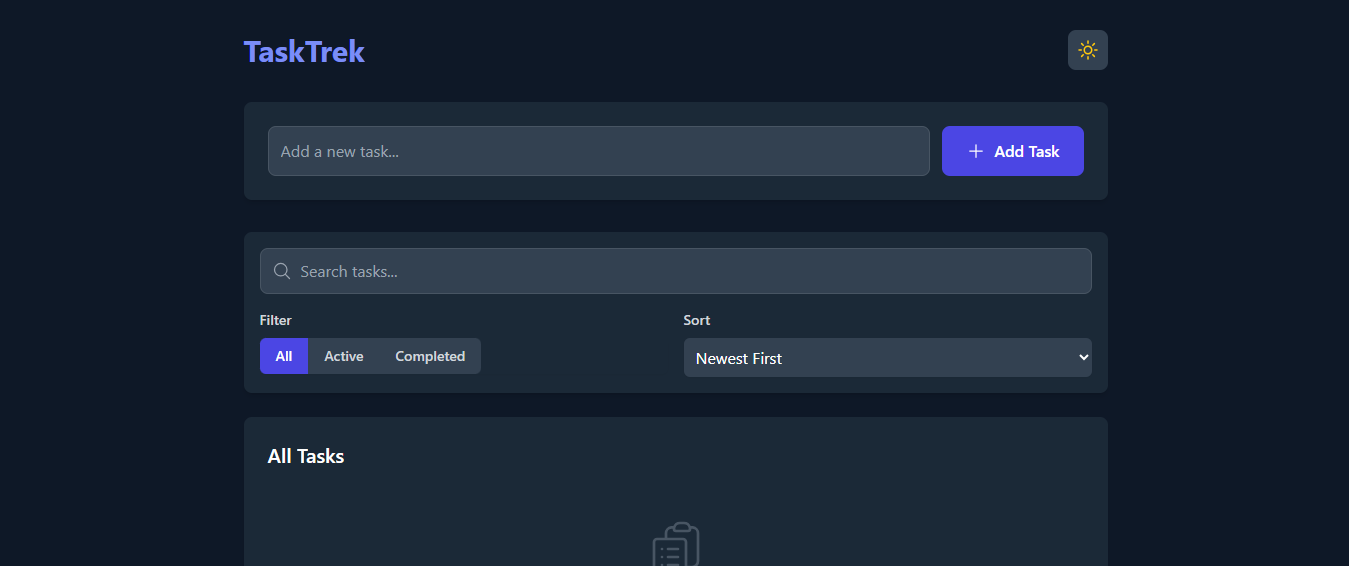 TaskTrek
Add a new task...
Add Task
Search tasks...
Filter
Sort
All Active Completed
Newest First
All Tasks